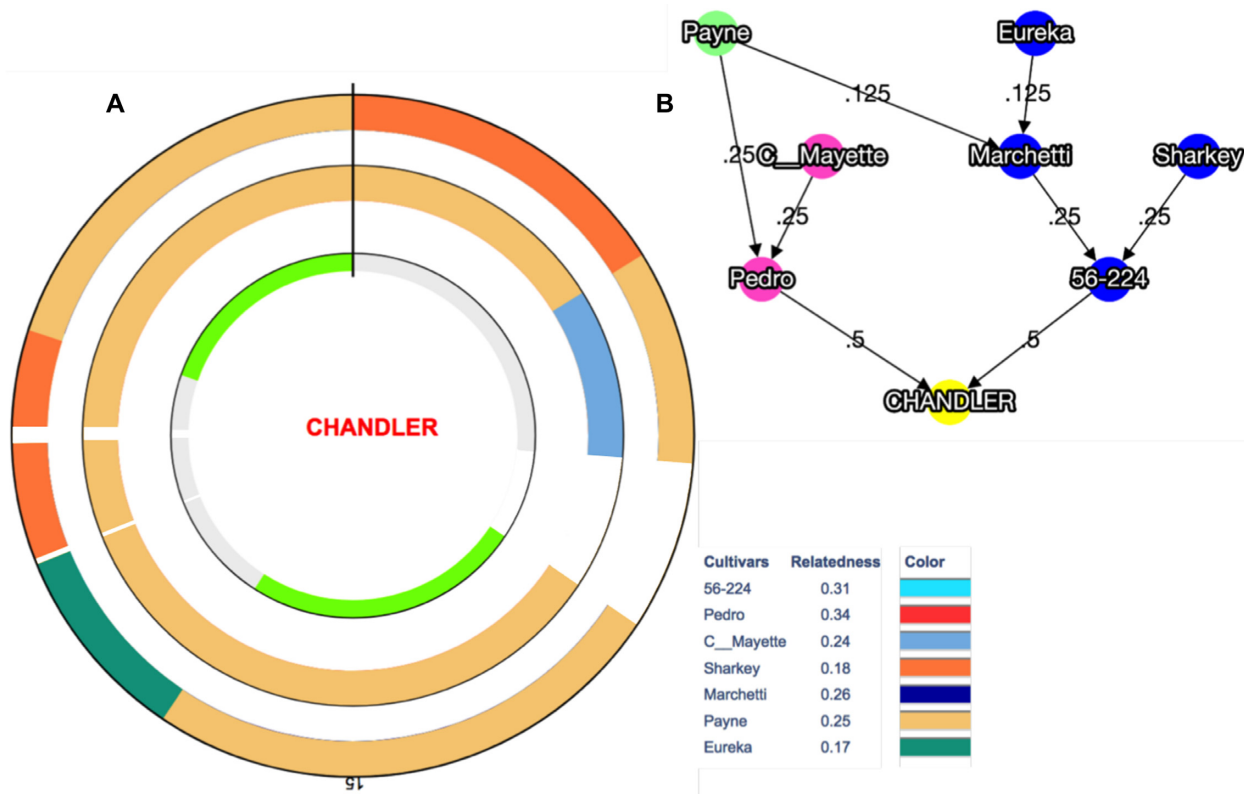 A
B
Payne
Eureka
.125
.125
.25
C__Mayette
Marchetti
Sharkey
.25
.25
.25
Pedro
56-224
.5
.5
CHANDLER
CHANDLER
Cultivars Relatedness Color
56-224 0.31
Pedro 0.34
C__Mayette 0.24
Sharkey 0.18
Marchetti 0.26
Payne 0.25
Eureka 0.17
15